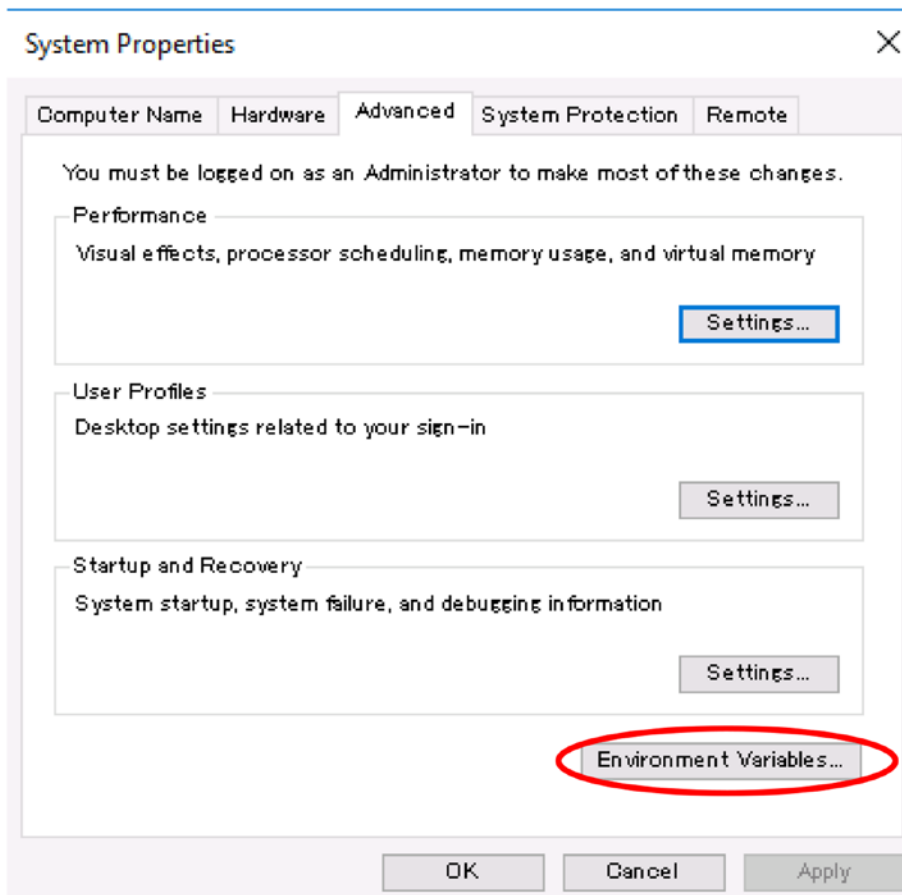 System Properties
Computer Name
Hardware
Advanced
System Protection
Remote
You must be logged on as an Administrator to make most of these changes.
Performance
Visual effects, processor scheduling, memory usage, and virtual memory
Settings...
User Profiles
Desktop settings related to your sign-in
Settings...
Startup and Recovery
System startup, system failure, and debugging information
Settings...
Environment Variables...
OK
Cancel
Apply